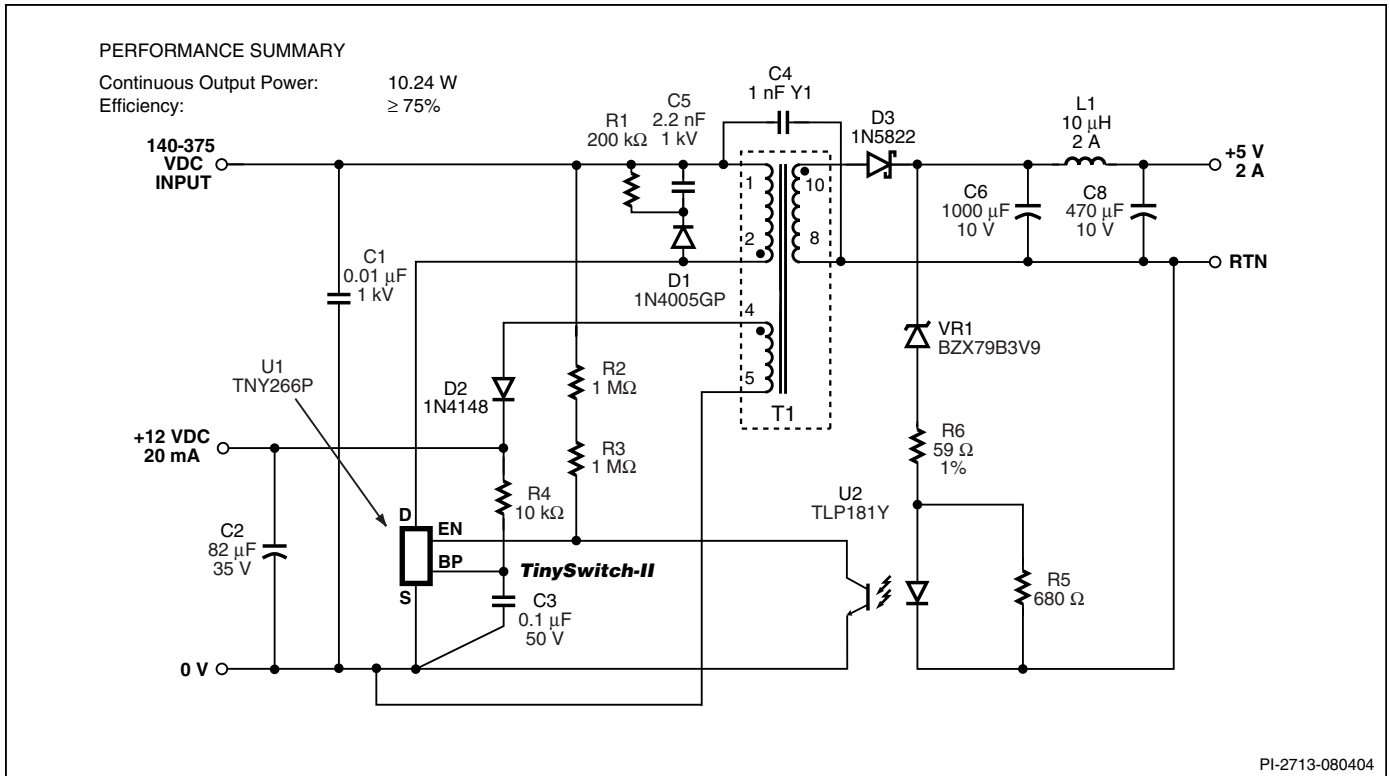 PERFORMANCE SUMMARY
Continuous Output Power: 10.24 W
Efficiency: ≥ 75%
C4
1 nF Y1
C5
2.2 nF
1 kV
R1
200 kΩ
D3
1N5822
L1
10 µH
2 A
140-375
VDC
INPUT
+5 V
2 A
1
10
2
8
C6
1000 µF
10 V
C8
470 µF
10 V
C1
0.01 µF
1 kV
D1
1N4005GP
RTN
4
5
T1
VR1
BZX79B3V9
U1
TNY266P
D2
1N4148
R2
1 MΩ
+12 VDC
20 mA
R3
1 MΩ
R6
59 Ω
1%
R4
10 kΩ
U2
TLP181Y
D
EN
BP
S
TinySwitch-II
C2
82 µF
35 V
C3
0.1 µF
50 V
R5
680 Ω
0 V
PI-2713-080404